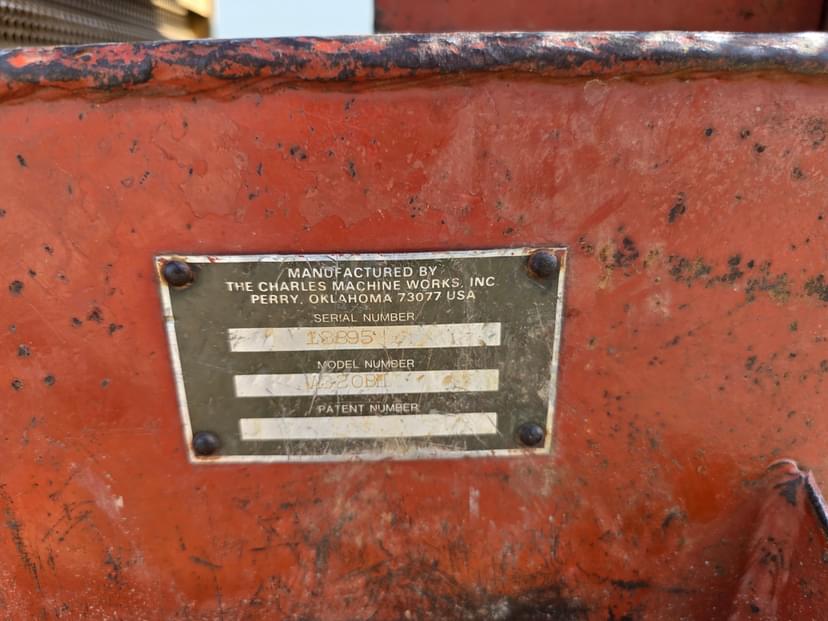 MANUFACTURED BY
THE CHARLES MACHINE WORKS, INC
PERRY, OKLAHOMA 73077 USA
SERIAL NUMBER
MODEL NUMBER
PATENT NUMBER